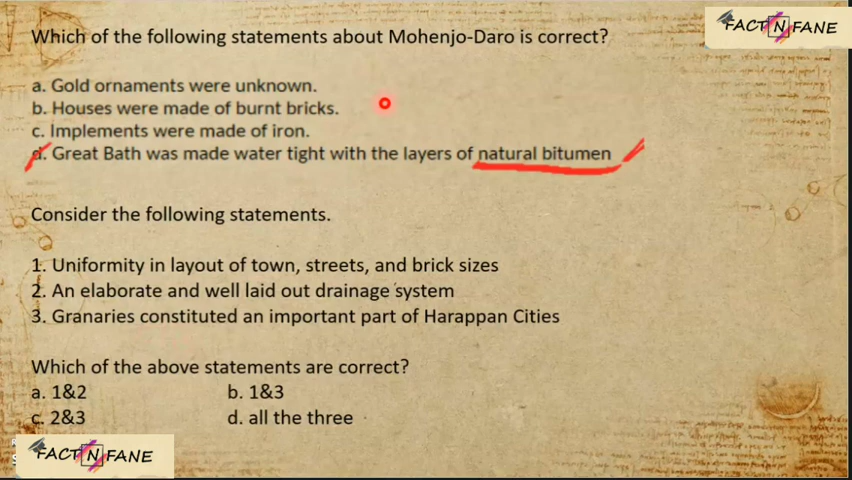 FACT N FANE
Which of the following statements about Mohenjo-Daro is correct?
a. Gold ornaments were unknown.
b. Houses were made of burnt bricks.
c. Implements were made of iron.
d. Great Bath was made water tight with the layers of natural bitumen
Consider the following statements.
1. Uniformity in layout of town, streets, and brick sizes
2. An elaborate and well laid out drainage system
3. Granaries constituted an important part of Harappan Cities
Which of the above statements are correct?
a. 1&2 b. 1&3
c. 2&3 d. all the three
FACT N FANE